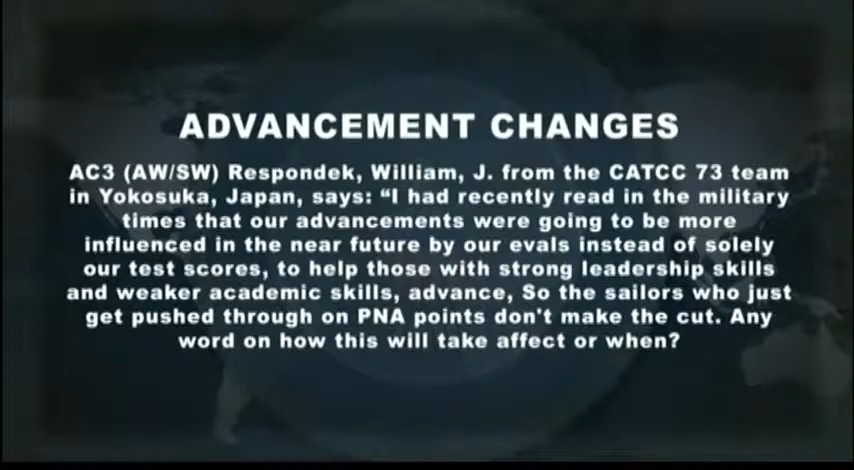 ADVANCEMENT CHANGES
AC3 (AW/SW) Respondek, William, J. from the CATCC 73 team
in Yokosuka, Japan, says: “I had recently read in the military
times that our advancements were going to be more
influenced in the near future by our evals instead of solely
our test scores, to help those with strong leadership skills
and weaker academic skills, advance, So the sailors who just
get pushed through on PNA points don't make the cut. Any
word on how this will take affect or when?